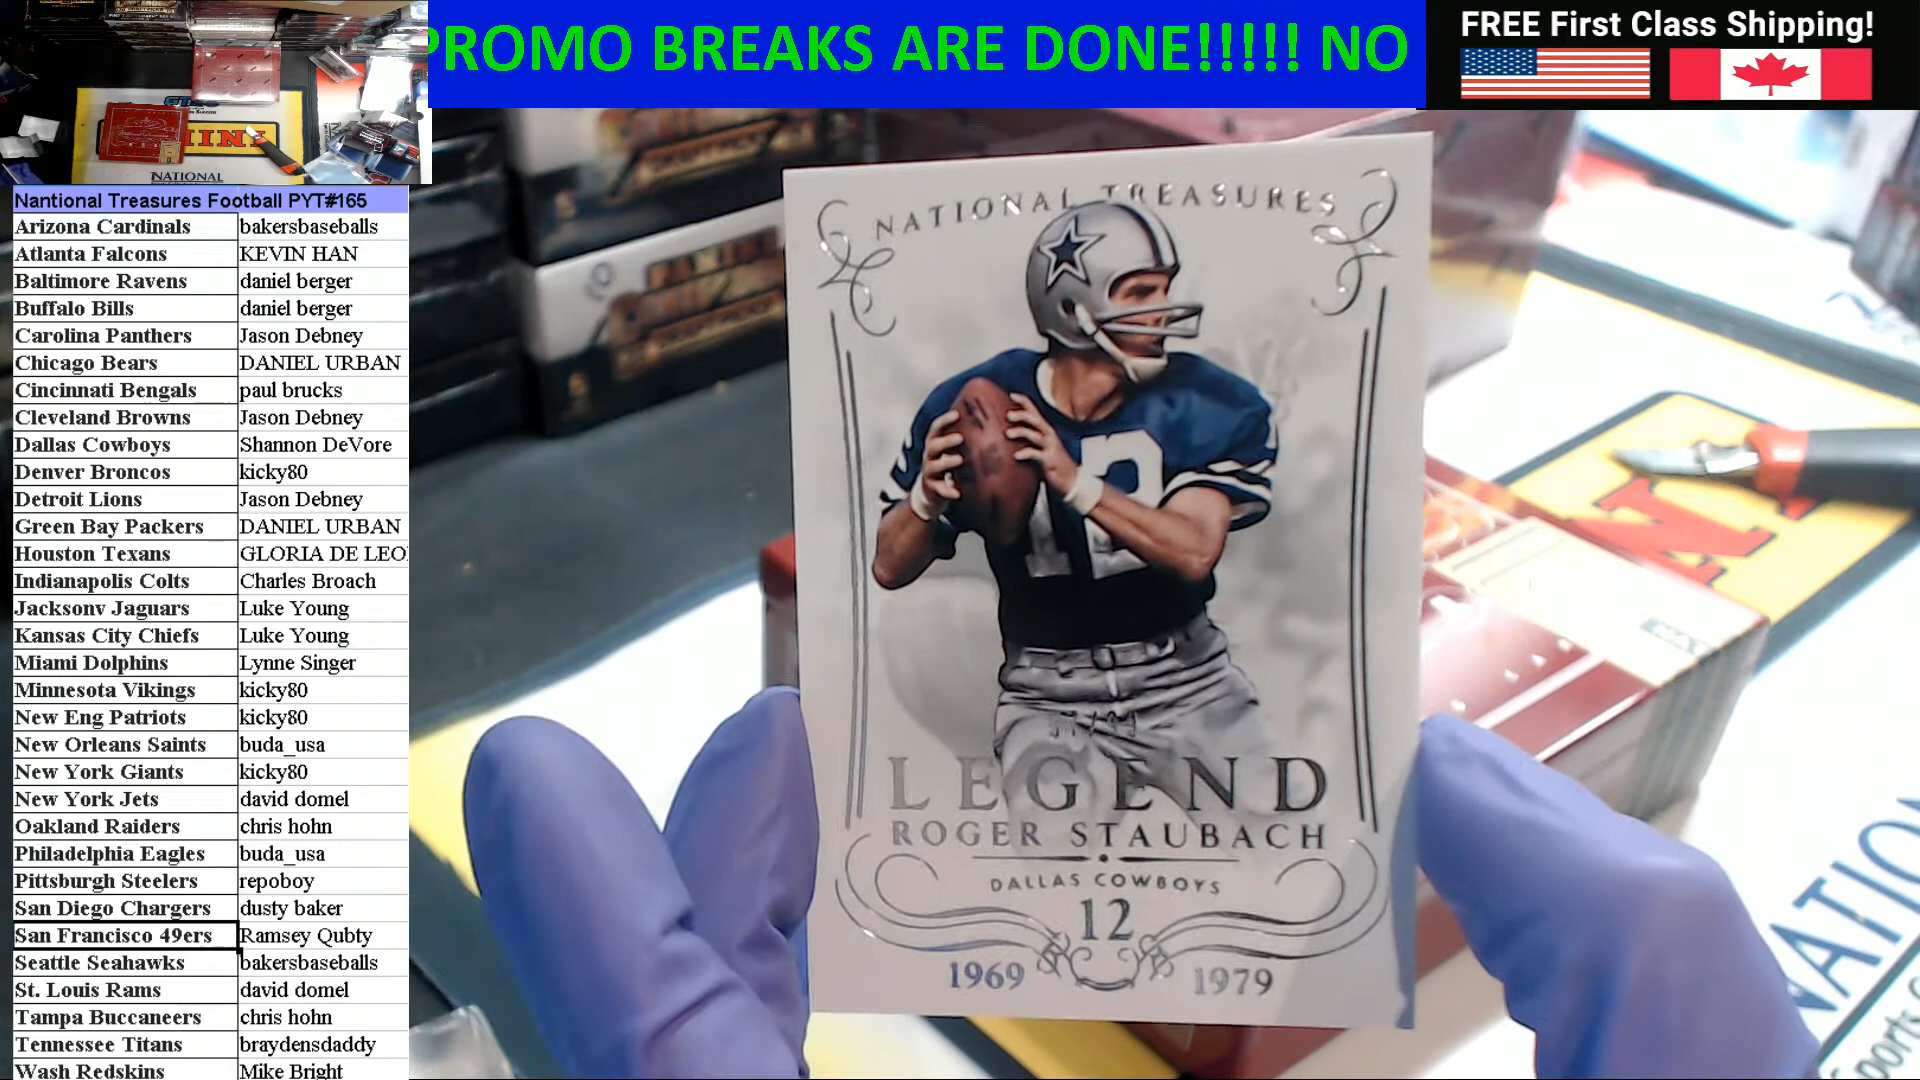 PROMO BREAKS ARE DONE!!!!! NO
FREE First Class Shipping!
NATIONAL
Nantional Treasures Football PYT#165
Arizona Cardinals bakersbaseballs
Atlanta Falcons KEVIN HAN
Baltimore Ravens daniel berger
Buffalo Bills daniel berger
Carolina Panthers Jason Debney
Chicago Bears DANIEL URBAN
Cincinnati Bengals paul brucks
Cleveland Browns Jason Debney
Dallas Cowboys Shannon DeVore
Denver Broncos kicky80
Detroit Lions Jason Debney
Green Bay Packers DANIEL URBAN
Houston Texans GLORIA DE LEO
Indianapolis Colts Charles Broach
Jacksonv Jaguars Luke Young
Kansas City Chiefs Luke Young
Miami Dolphins Lynne Singer
Minnesota Vikings kicky80
New Eng Patriots kicky80
New Orleans Saints buda_usa
New York Giants kicky80
New York Jets david domel
Oakland Raiders chris hohn
Philadelphia Eagles buda_usa
Pittsburgh Steelers repoboy
San Diego Chargers dusty baker
San Francisco 49ers Ramsey Qubty
Seattle Seahawks bakersbaseballs
St. Louis Rams david domel
Tampa Buccaneers chris hohn
Tennessee Titans braydensdaddy
Wash Redskins Mike Bright
NATIONAL TREASURES
12
LEGEND
ROGER STAUBACH
DALLAS COWBOYS
12
1969 1979